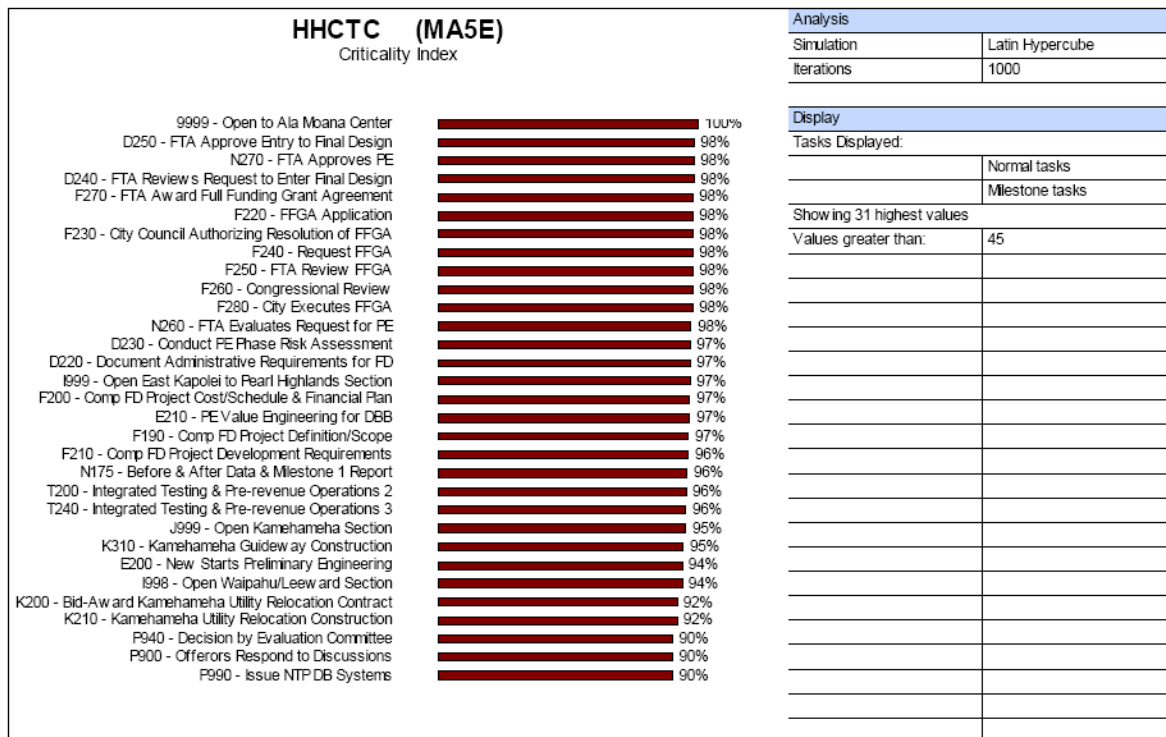 HHCTC (MA5E)
Criticality Index
9999 - Open to Ala Moana Center 100%
D250 - FTA Approve Entry to Final Design 98%
N270 - FTA Approves PE 98%
D240 - FTA Reviews Request to Enter Final Design 98%
F270 - FTA Award Full Funding Grant Agreement 98%
F220 - FFGA Application 98%
F230 - City Council Authorizing Resolution of FFGA 98%
F240 - Request FFGA 98%
F250 - FTA Review FFGA 98%
F260 - Congressional Review 98%
F280 - City Executes FFGA 98%
N260 - FTA Evaluates Request for PE 98%
D230 - Conduct PE Phase Risk Assessment 97%
D220 - Document Administrative Requirements for FD 97%
I999 - Open East Kapolei to Pearl Highlands Section 97%
F200 - Comp FD Project Cost/Schedule & Financial Plan 97%
E210 - PE Value Engineering for DBB 97%
F190 - Comp FD Project Definition/Scope 97%
F210 - Comp FD Project Development Requirements 96%
N175 - Before & After Data & Milestone 1 Report 96%
T200 - Integrated Testing & Pre-revenue Operations 2 96%
T240 - Integrated Testing & Pre-revenue Operations 3 96%
J999 - Open Kamehameha Section 95%
K310 - Kamehameha Guideway Construction 95%
E200 - New Starts Preliminary Engineering 94%
I998 - Open Waipahu/Leeward Section 94%
K200 - Bid-Award Kamehameha Utility Relocation Contract 92%
K210 - Kamehameha Utility Relocation Construction 92%
P940 - Decision by Evaluation Committee 90%
P900 - Offerors Respond to Discussions 90%
P990 - Issue NTP DB Systems 90%
Analysis
Simulation Latin Hypercube
Iterations 1000
Display
Tasks Displayed:
Normal tasks
Milestone tasks
Showing 31 highest values
Values greater than: 45